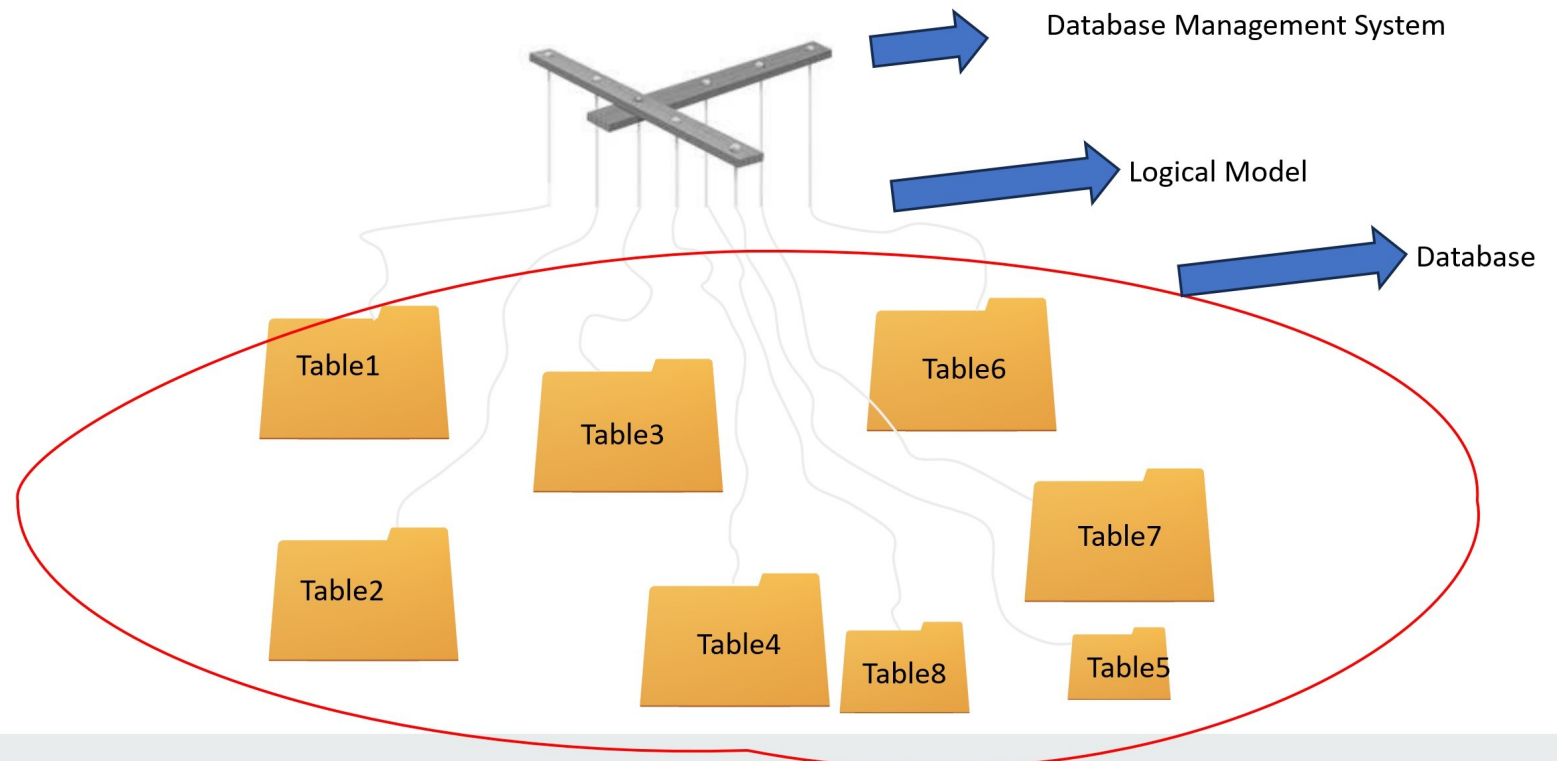 Database Management System
Logical Model
Database
Table1
Table6
Table3
Table7
Table2
Table4
Table8
Table5